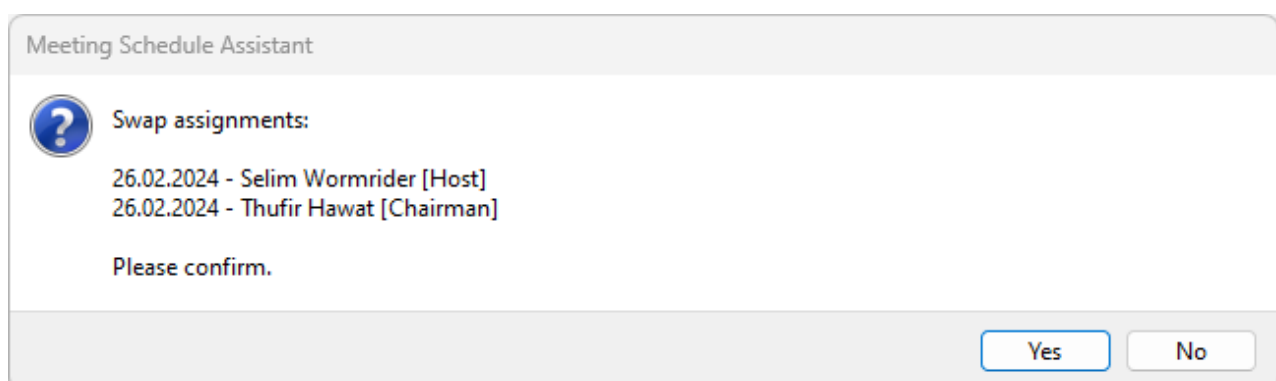 Meeting Schedule Assistant
Swap assignments:
26.02.2024 - Selim Wormrider [Host]
26.02.2024 - Thufir Hawat [Chairman]
Please confirm.
Yes No